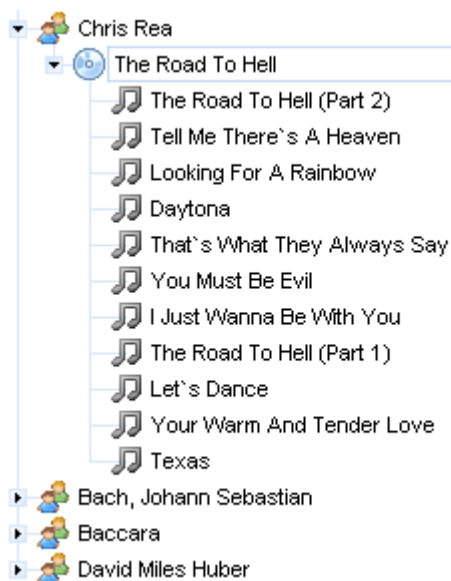 Chris Rea
The Road To Hell
The Road To Hell (Part 2)
Tell Me There`s A Heaven
Looking For A Rainbow
Daytona
That`s What They Always Say
You Must Be Evil
I Just Wanna Be With You
The Road To Hell (Part 1)
Let`s Dance
Your Warm And Tender Love
Texas
Bach, Johann Sebastian
Baccara
David Miles Huber